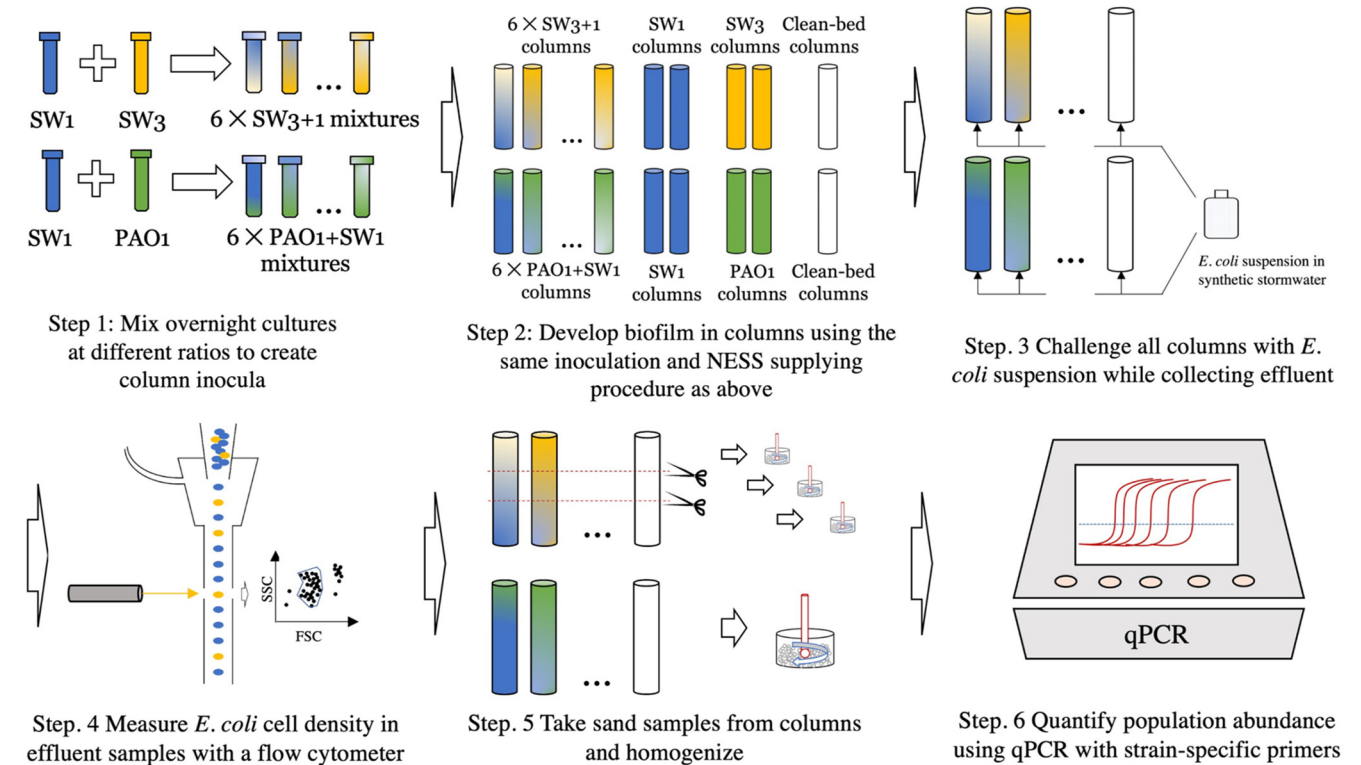 SW1
SW3
6 × SW3+1 mixtures
SW1
PAO1
6 × PAO1+SW1
mixtures
Step 1: Mix overnight cultures
at different ratios to create
column inocula
6 × SW3+1
columns
SW1
columns
SW3
columns
Clean-bed
columns
...
...
...
...
6 × PAO1+SW1
columns
SW1
columns
PAO1
columns
Clean-bed
columns
Step 2: Develop biofilm in columns using the
same inoculation and NESS supplying
procedure as above
...
...
E. coli suspension in
synthetic stormwater
Step. 3 Challenge all columns with E.
coli suspension while collecting effluent
SSC
FSC
Step. 4 Measure E. coli cell density in
effluent samples with a flow cytometer
...
...
Step. 5 Take sand samples from columns
and homogenize
qPCR
Step. 6 Quantify population abundance
using qPCR with strain-specific primers